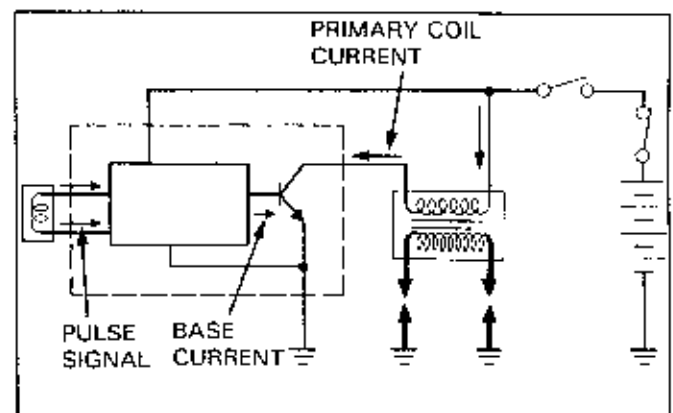 PRIMARY COIL
CURRENT
PULSE
SIGNAL
BASE
CURRENT